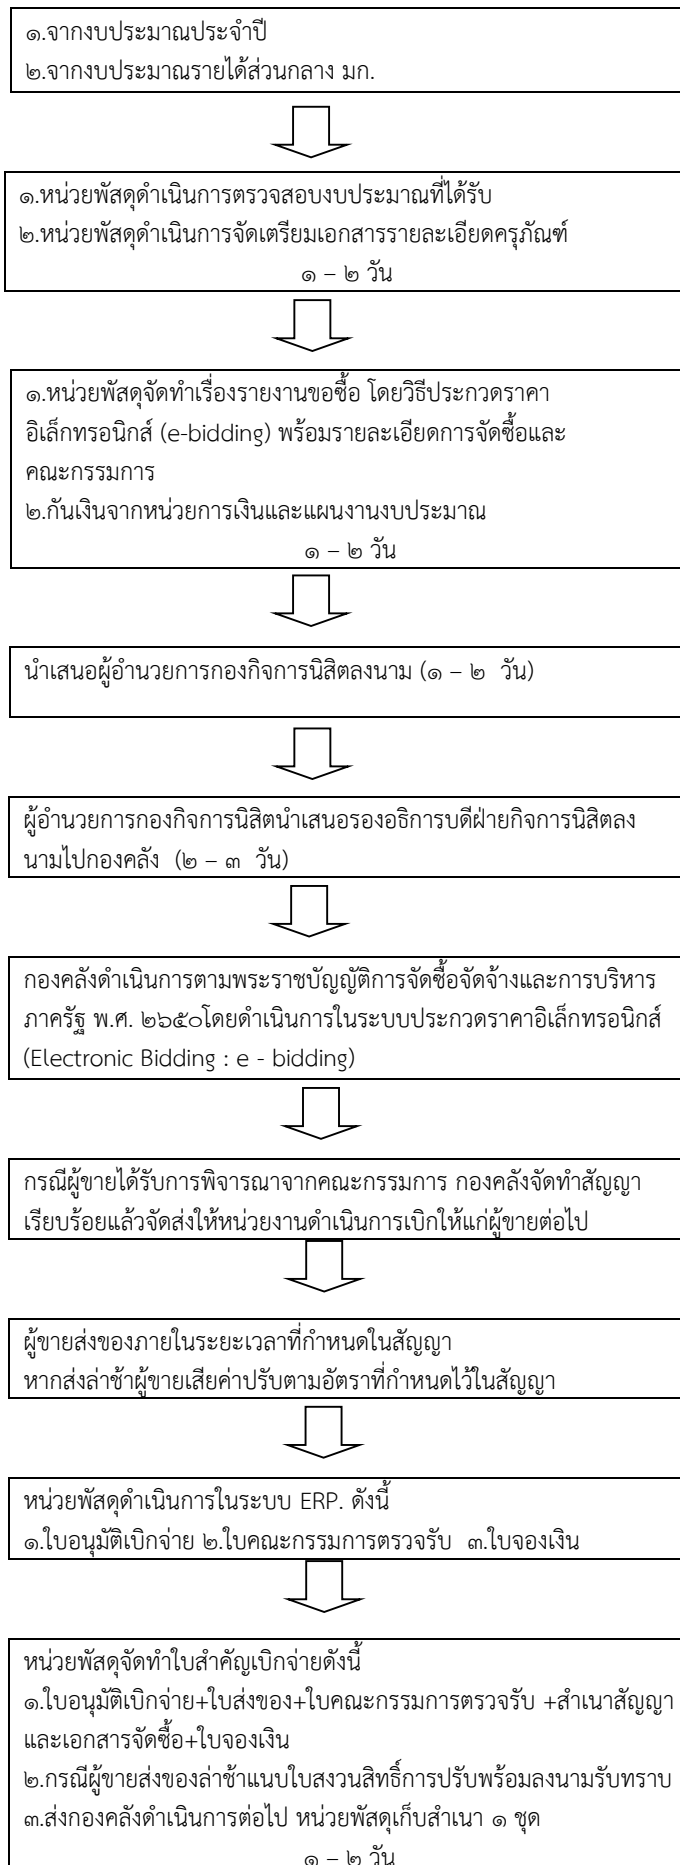 ๑.จากงบประมาณประจำปี
๒.จากงบประมาณรายได้ส่วนกลาง มก.
๑.หน่วยพัสดุดำเนินการตรวจสอบงบประมาณที่ได้รับ
๒.หน่วยพัสดุดำเนินการจัดเตรียมเอกสารรายละเอียดครุภัณฑ์
๑ – ๒ วัน
๑.หน่วยพัสดุจัดทำเรื่องรายงานขอซื้อ โดยวิธีประกวดราคา
อิเล็กทรอนิกส์ (e-bidding) พร้อมรายละเอียดการจัดซื้อและ
คณะกรรมการ
๒.กันเงินจากหน่วยการเงินและแผนงานงบประมาณ
๑ – ๒ วัน
นำเสนอผู้อำนวยการกองกิจการนิสิตลงนาม (๑ – ๒ วัน)
ผู้อำนวยการกองกิจการนิสิตนำเสนอรองอธิการบดีฝ่ายกิจการนิสิตลง
นามไปกองคลัง (๒ – ๓ วัน)
กองคลังดำเนินการตามพระราชบัญญัติการจัดซื้อจัดจ้างและการบริหาร
ภาครัฐ พ.ศ. ๒๖๕๐โดยดำเนินการในระบบประกวดราคาอิเล็กทรอนิกส์
(Electronic Bidding : e - bidding)
กรณีผู้ขายได้รับการพิจารณาจากคณะกรรมการ กองคลังจัดทำสัญญา
เรียบร้อยแล้วจัดส่งให้หน่วยงานดำเนินการเบิกให้แก่ผู้ขายต่อไป
ผู้ขายส่งของภายในระยะเวลาที่กำหนดในสัญญา
หากส่งล่าช้าผู้ขายเสียค่าปรับตามอัตราที่กำหนดไว้ในสัญญา
หน่วยพัสดุดำเนินการในระบบ ERP. ดังนี้
๑.ใบอนุมัติเบิกจ่าย ๒.ใบคณะกรรมการตรวจรับ ๓.ใบจองเงิน
หน่วยพัสดุจัดทำใบสำคัญเบิกจ่ายดังนี้
๑.ใบอนุมัติเบิกจ่าย+ใบส่งของ+ใบคณะกรรมการตรวจรับ +สำเนาสัญญา
และเอกสารจัดซื้อ+ใบจองเงิน
๒.กรณีผู้ขายส่งของล่าช้าแนบใบสงวนสิทธิ์การปรับพร้อมลงนามรับทราบ
๓.ส่งกองคลังดำเนินการต่อไป หน่วยพัสดุเก็บสำเนา ๑ ชุด
๑ – ๒ วัน